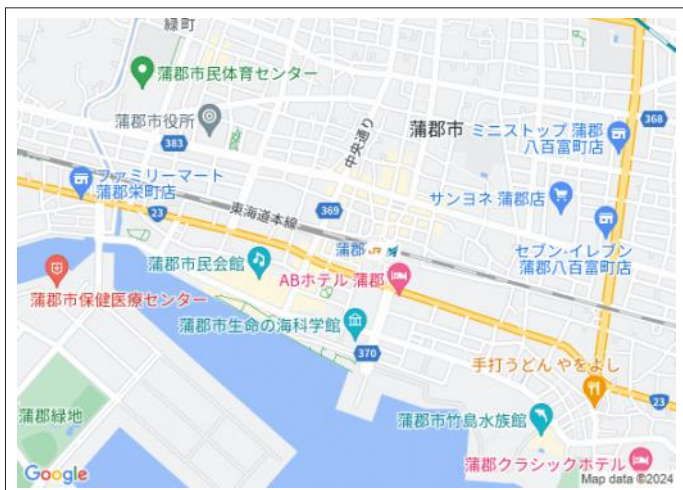 緑町
蒲郡市民体育センター
蒲郡市役所
383
蒲郡市
中央通り
ミニストップ 蒲郡
八百富町店
368
ファミリーマート
蒲郡栄町店
23
東海道本線
369
サンヨネ 蒲郡店
セブン-イレブン
蒲郡八百富町店
蒲郡
蒲郡市民会館
ABホテル 蒲郡
蒲郡市保健医療センター
蒲郡市生命の海科学館
370
手打うどん やをよし
23
蒲郡緑地
蒲郡市竹島水族館
蒲郡クラシックホテル
Google
Map data ©2024